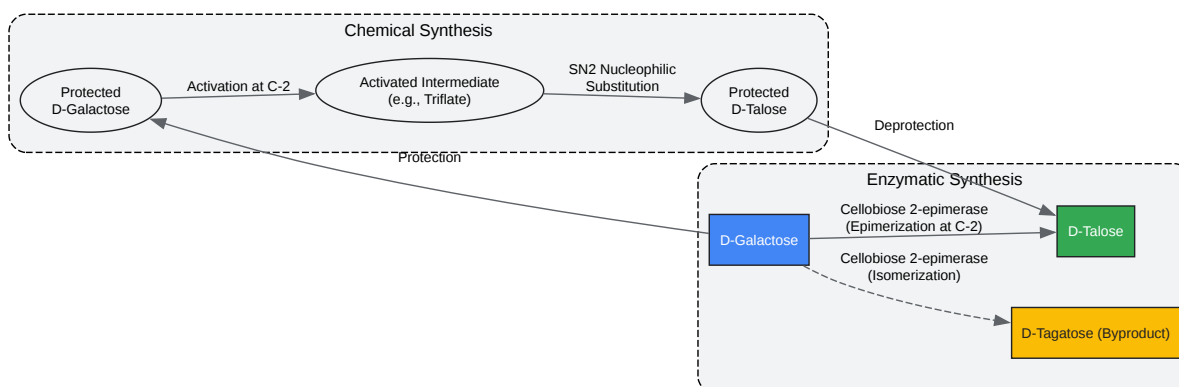 Chemical Synthesis
Protected
D-Galactose
Activation at C-2
Activated Intermediate
(e.g., Triflate)
SN2 Nucleophilic
Substitution
Protected
D-Talose
Deprotection
Protection
Enzymatic Synthesis
D-Galactose
Cellobiose 2-epimerase
(Epimerization at C-2)
D-Talose
Cellobiose 2-epimerase
(Isomerization)
D-Tagatose (Byproduct)